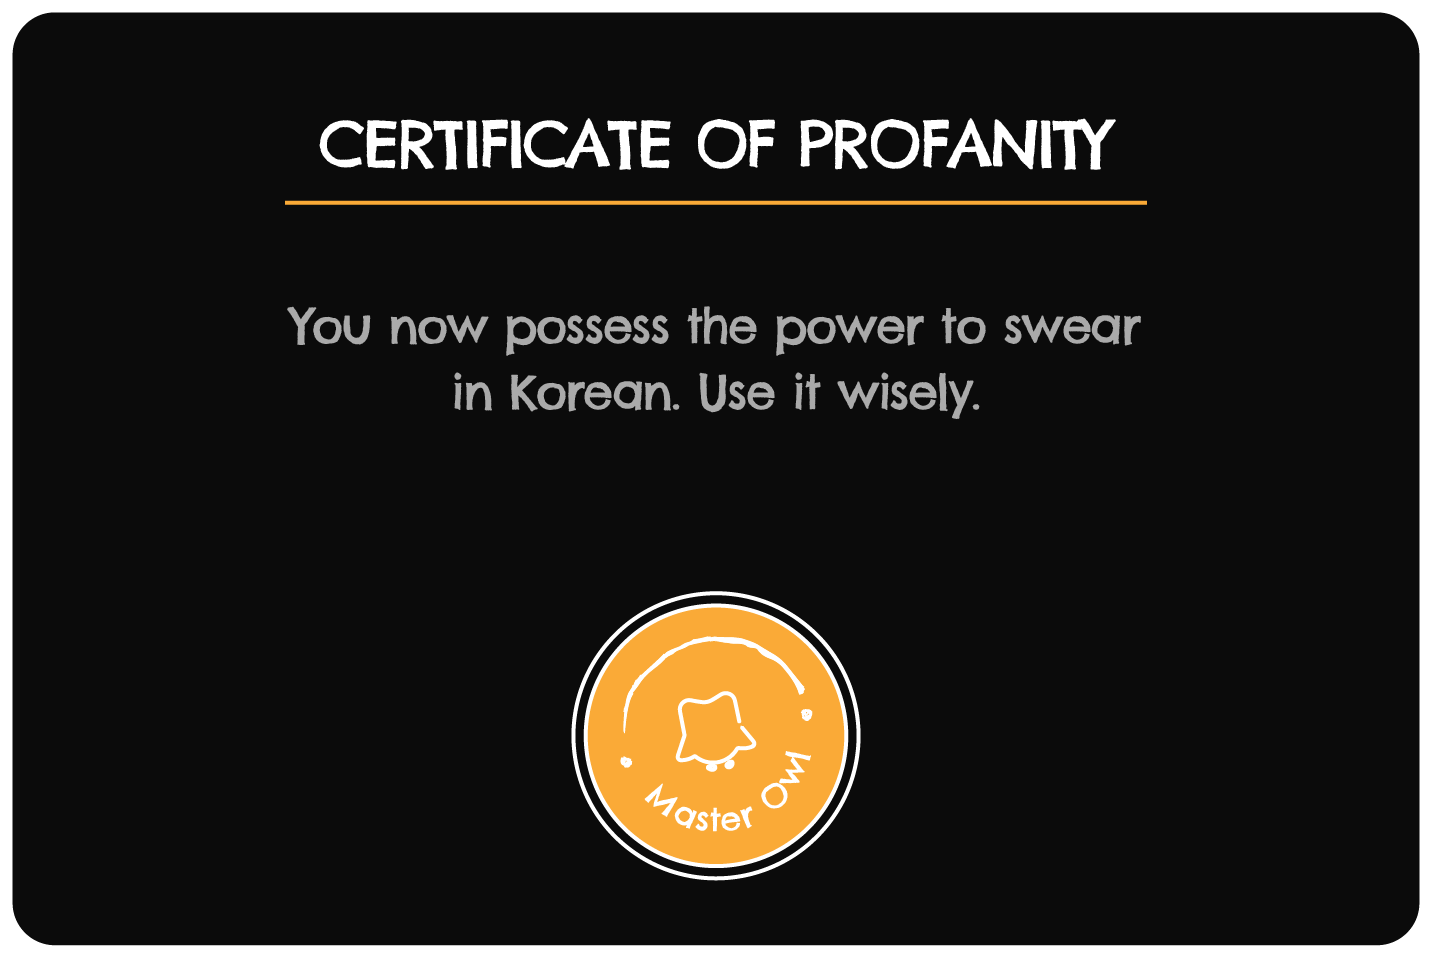 CERTIFICATE OF PROFANITY
You now possess the power to swear
in Korean. Use it wisely.
Master Owl